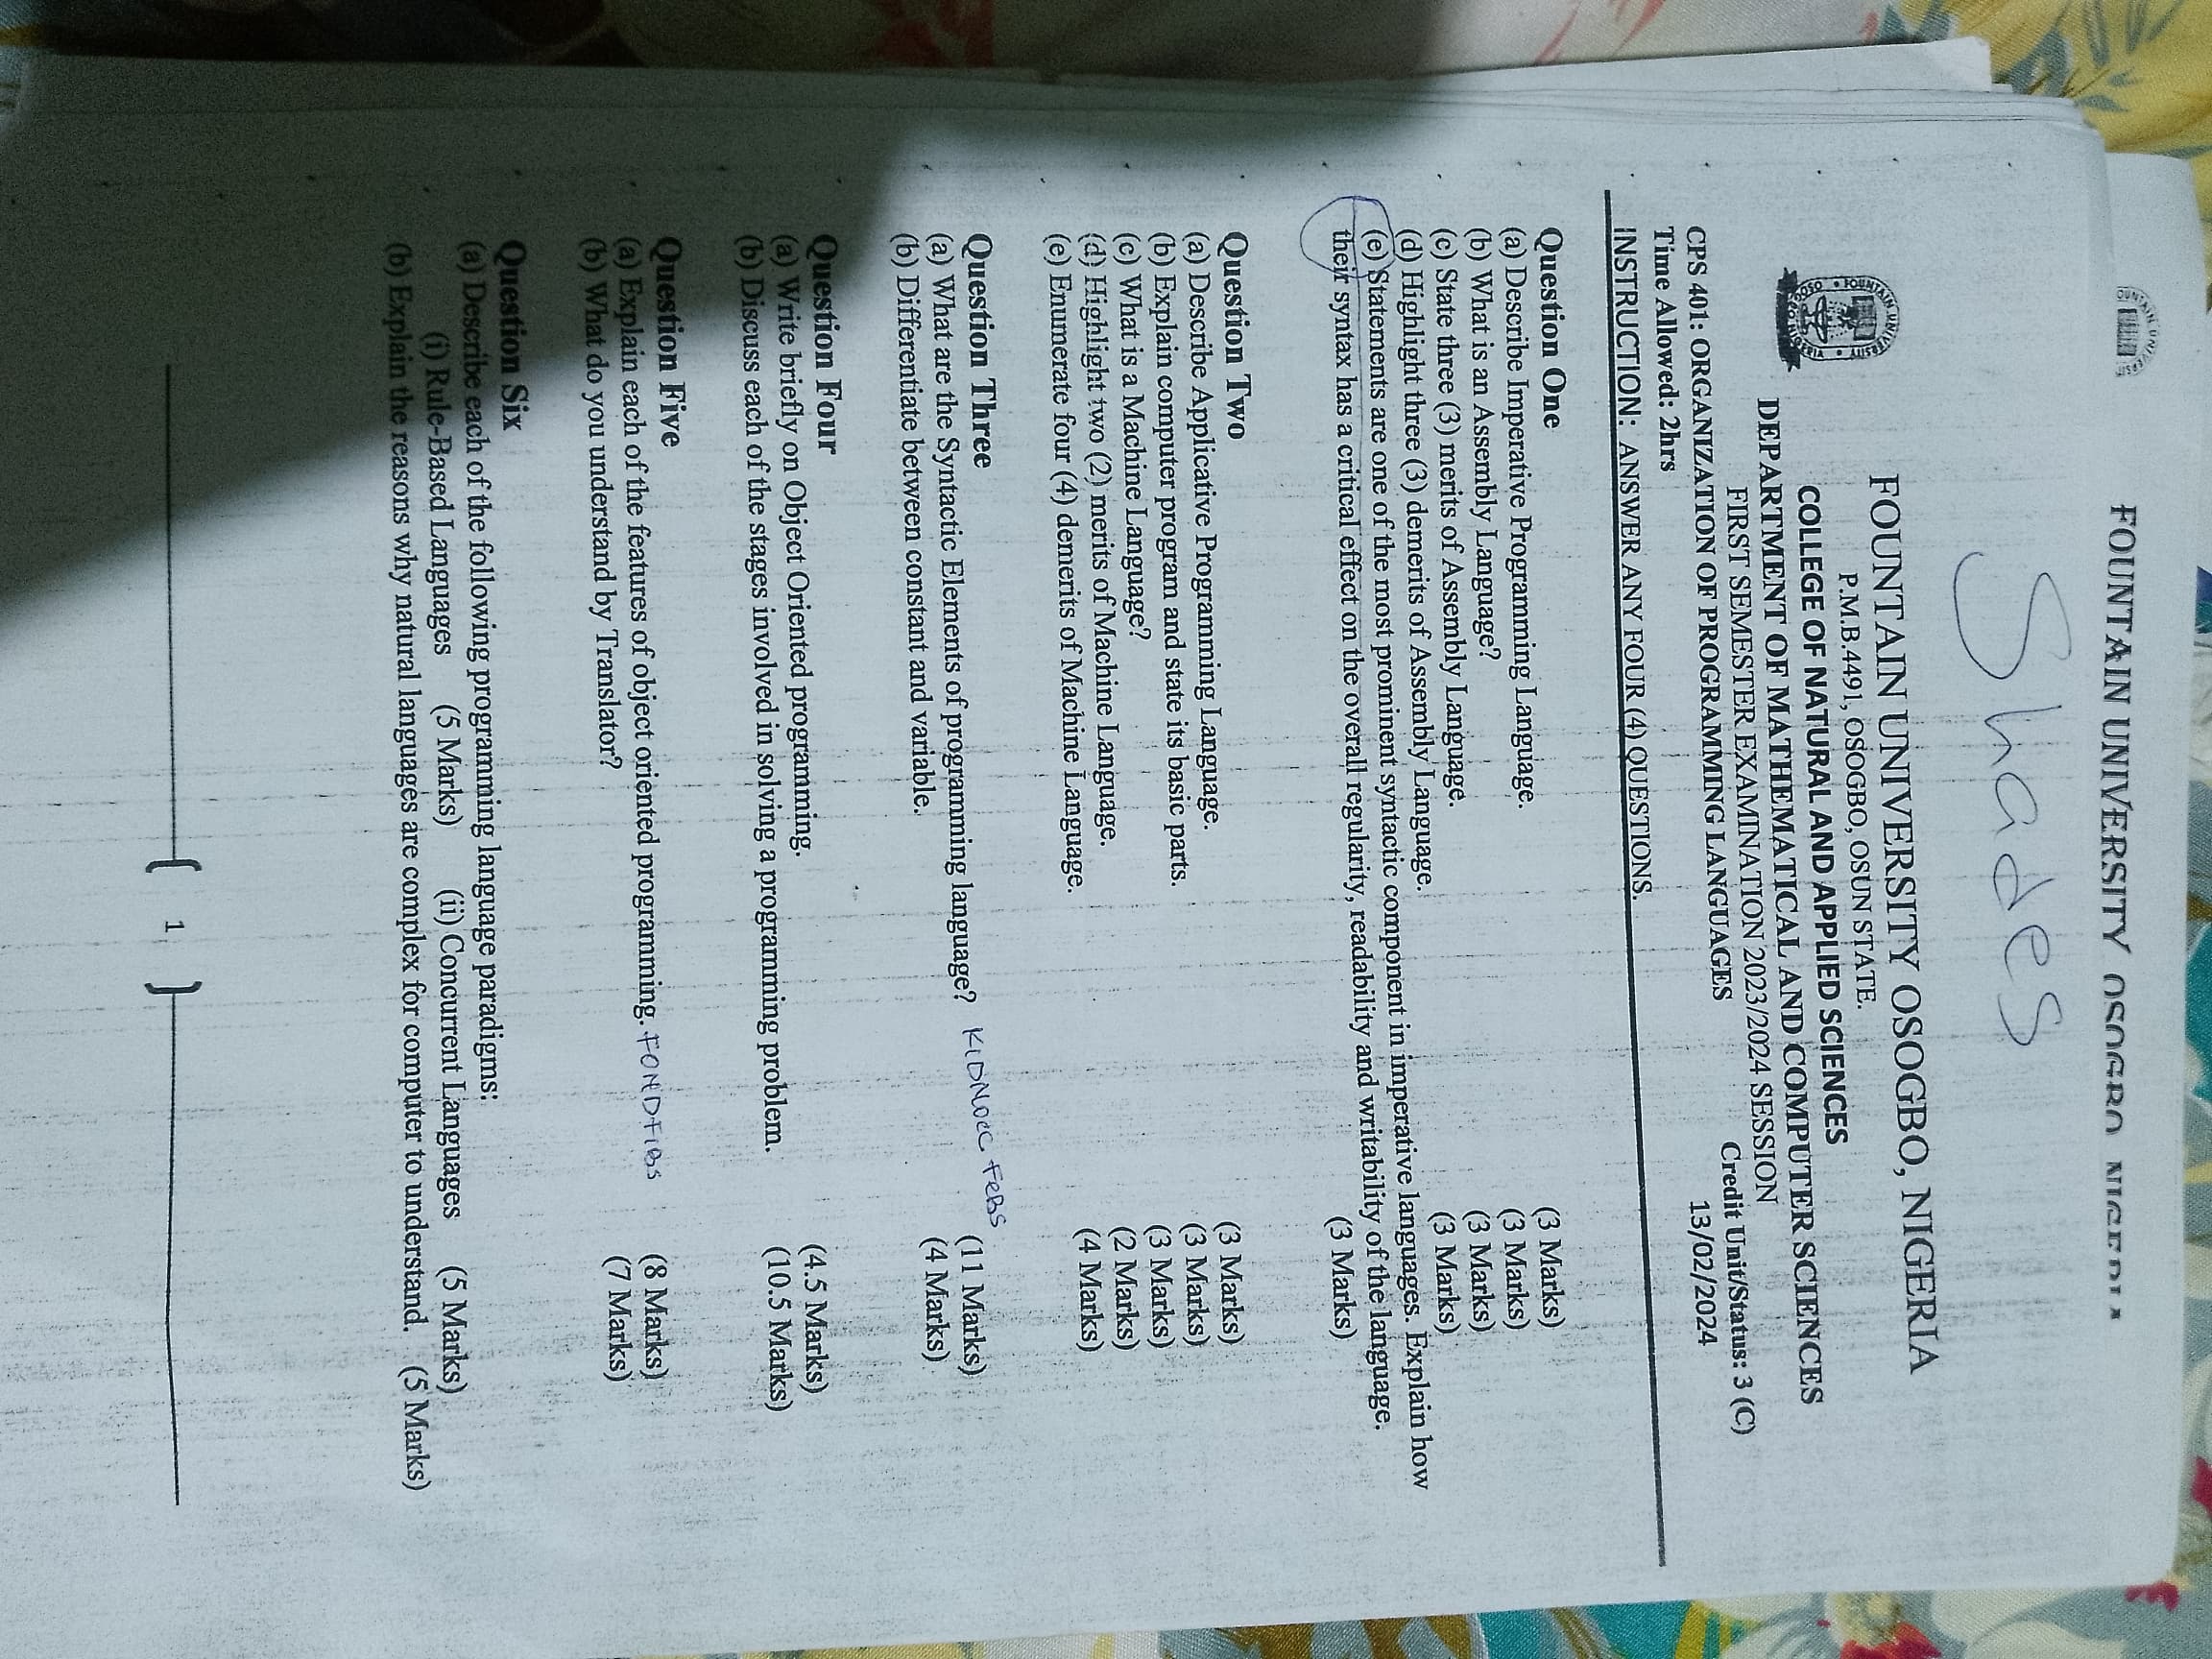 FOUNTAIN UNIVERSITY OSOGBO NIGERIA
Shades
FOUNTAIN UNIVERSITY OSOGBO, NIGERIA
P.M.B.4491, OSOGBO, OSUN STATE.
COLLEGE OF NATURAL AND APPLIED SCIENCES
DEPARTMENT OF MATHEMATICAL AND COMPUTER SCIENCES
FIRST SEMESTER EXAMINATION 2023/2024 SESSION
CPS 401: ORGANIZATION OF PROGRAMMING LANGUAGES Credit Unit/Status: 3 (C)
Time Allowed: 2hrs 13/02/2024
INSTRUCTION: ANSWER ANY FOUR (4) QUESTIONS.
Question One
(a) Describe Imperative Programming Language. (3 Marks)
(b) What is an Assembly Language? (3 Marks)
(c) State three (3) merits of Assembly Language. (3 Marks)
(d) Highlight three (3) demerits of Assembly Language. (3 Marks)
(e) Statements are one of the most prominent syntactic component in imperative languages. Explain how
their syntax has a critical effect on the overall regularity, readability and writability of the language.
(3 Marks)
Question Two
(a) Describe Applicative Programming Language. (3 Marks)
(b) Explain computer program and state its basic parts. (3 Marks)
(c) What is a Machine Language? (3 Marks)
(d) Highlight two (2) merits of Machine Language. (2 Marks)
(e) Enumerate four (4) demerits of Machine Language. (4 Marks)
Question Three
(a) What are the Syntactic Elements of programming language? KIDNOCC FEBS (11 Marks)
(b) Differentiate between constant and variable. (4 Marks)
Question Four
(a) Write briefly on Object Oriented programming. (4.5 Marks)
(b) Discuss each of the stages involved in solving a programming problem. (10.5 Marks)
Question Five
(a) Explain each of the features of object oriented programming. FONDFIBS (8 Marks)
(b) What do you understand by Translator? (7 Marks)
Question Six
(a) Describe each of the following programming language paradigms:
(i) Rule-Based Languages (5 Marks) (ii) Concurrent Languages (5 Marks)
(b) Explain the reasons why natural languages are complex for computer to understand. (5 Marks)
1